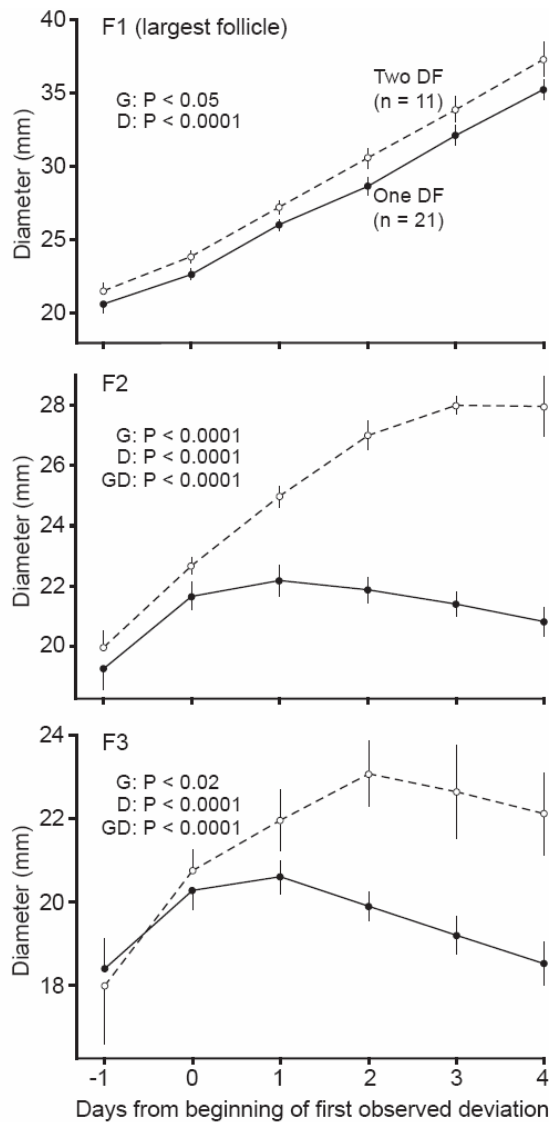 F1 (largest follicle)
40
35
30
25
20
Diameter (mm)
G: P < 0.05
D: P < 0.0001
Two DF
(n = 11)
One DF
(n = 21)
F2
28
26
24
22
20
Diameter (mm)
G: P < 0.0001
D: P < 0.0001
GD: P < 0.0001
F3
24
22
20
18
Diameter (mm)
G: P < 0.02
D: P < 0.0001
GD: P < 0.0001
-1 0 1 2 3 4
Days from beginning of first observed deviation